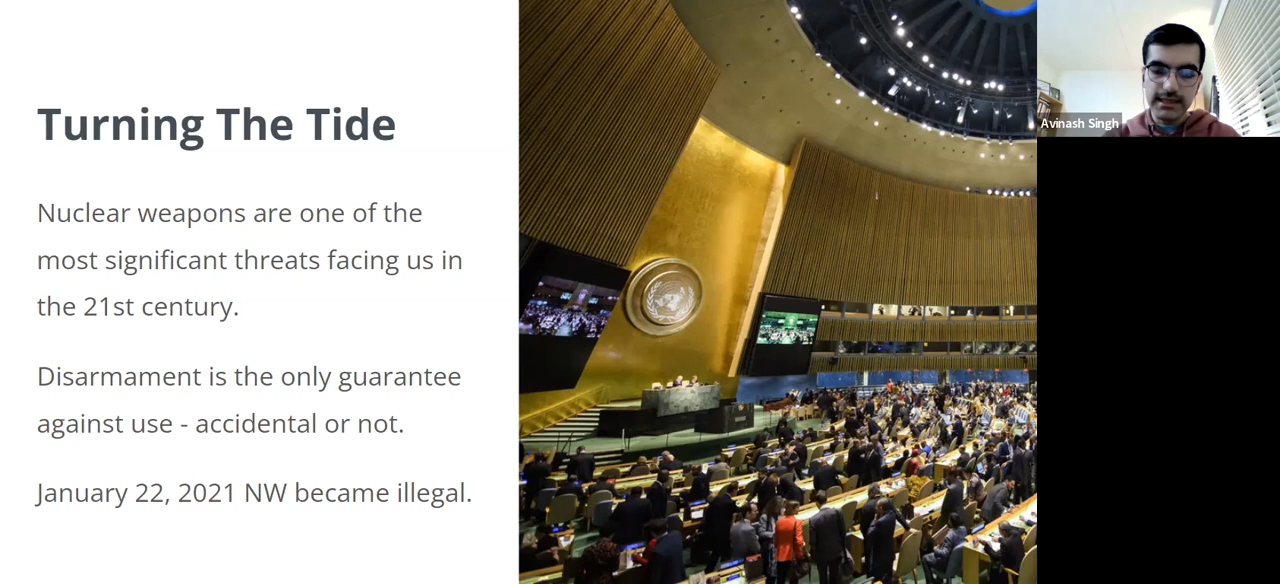 Turning The Tide
Nuclear weapons are one of the
most significant threats facing us in
the 21st century.
Disarmament is the only guarantee
against use - accidental or not.
January 22, 2021 NW became illegal.
Avinash Singh